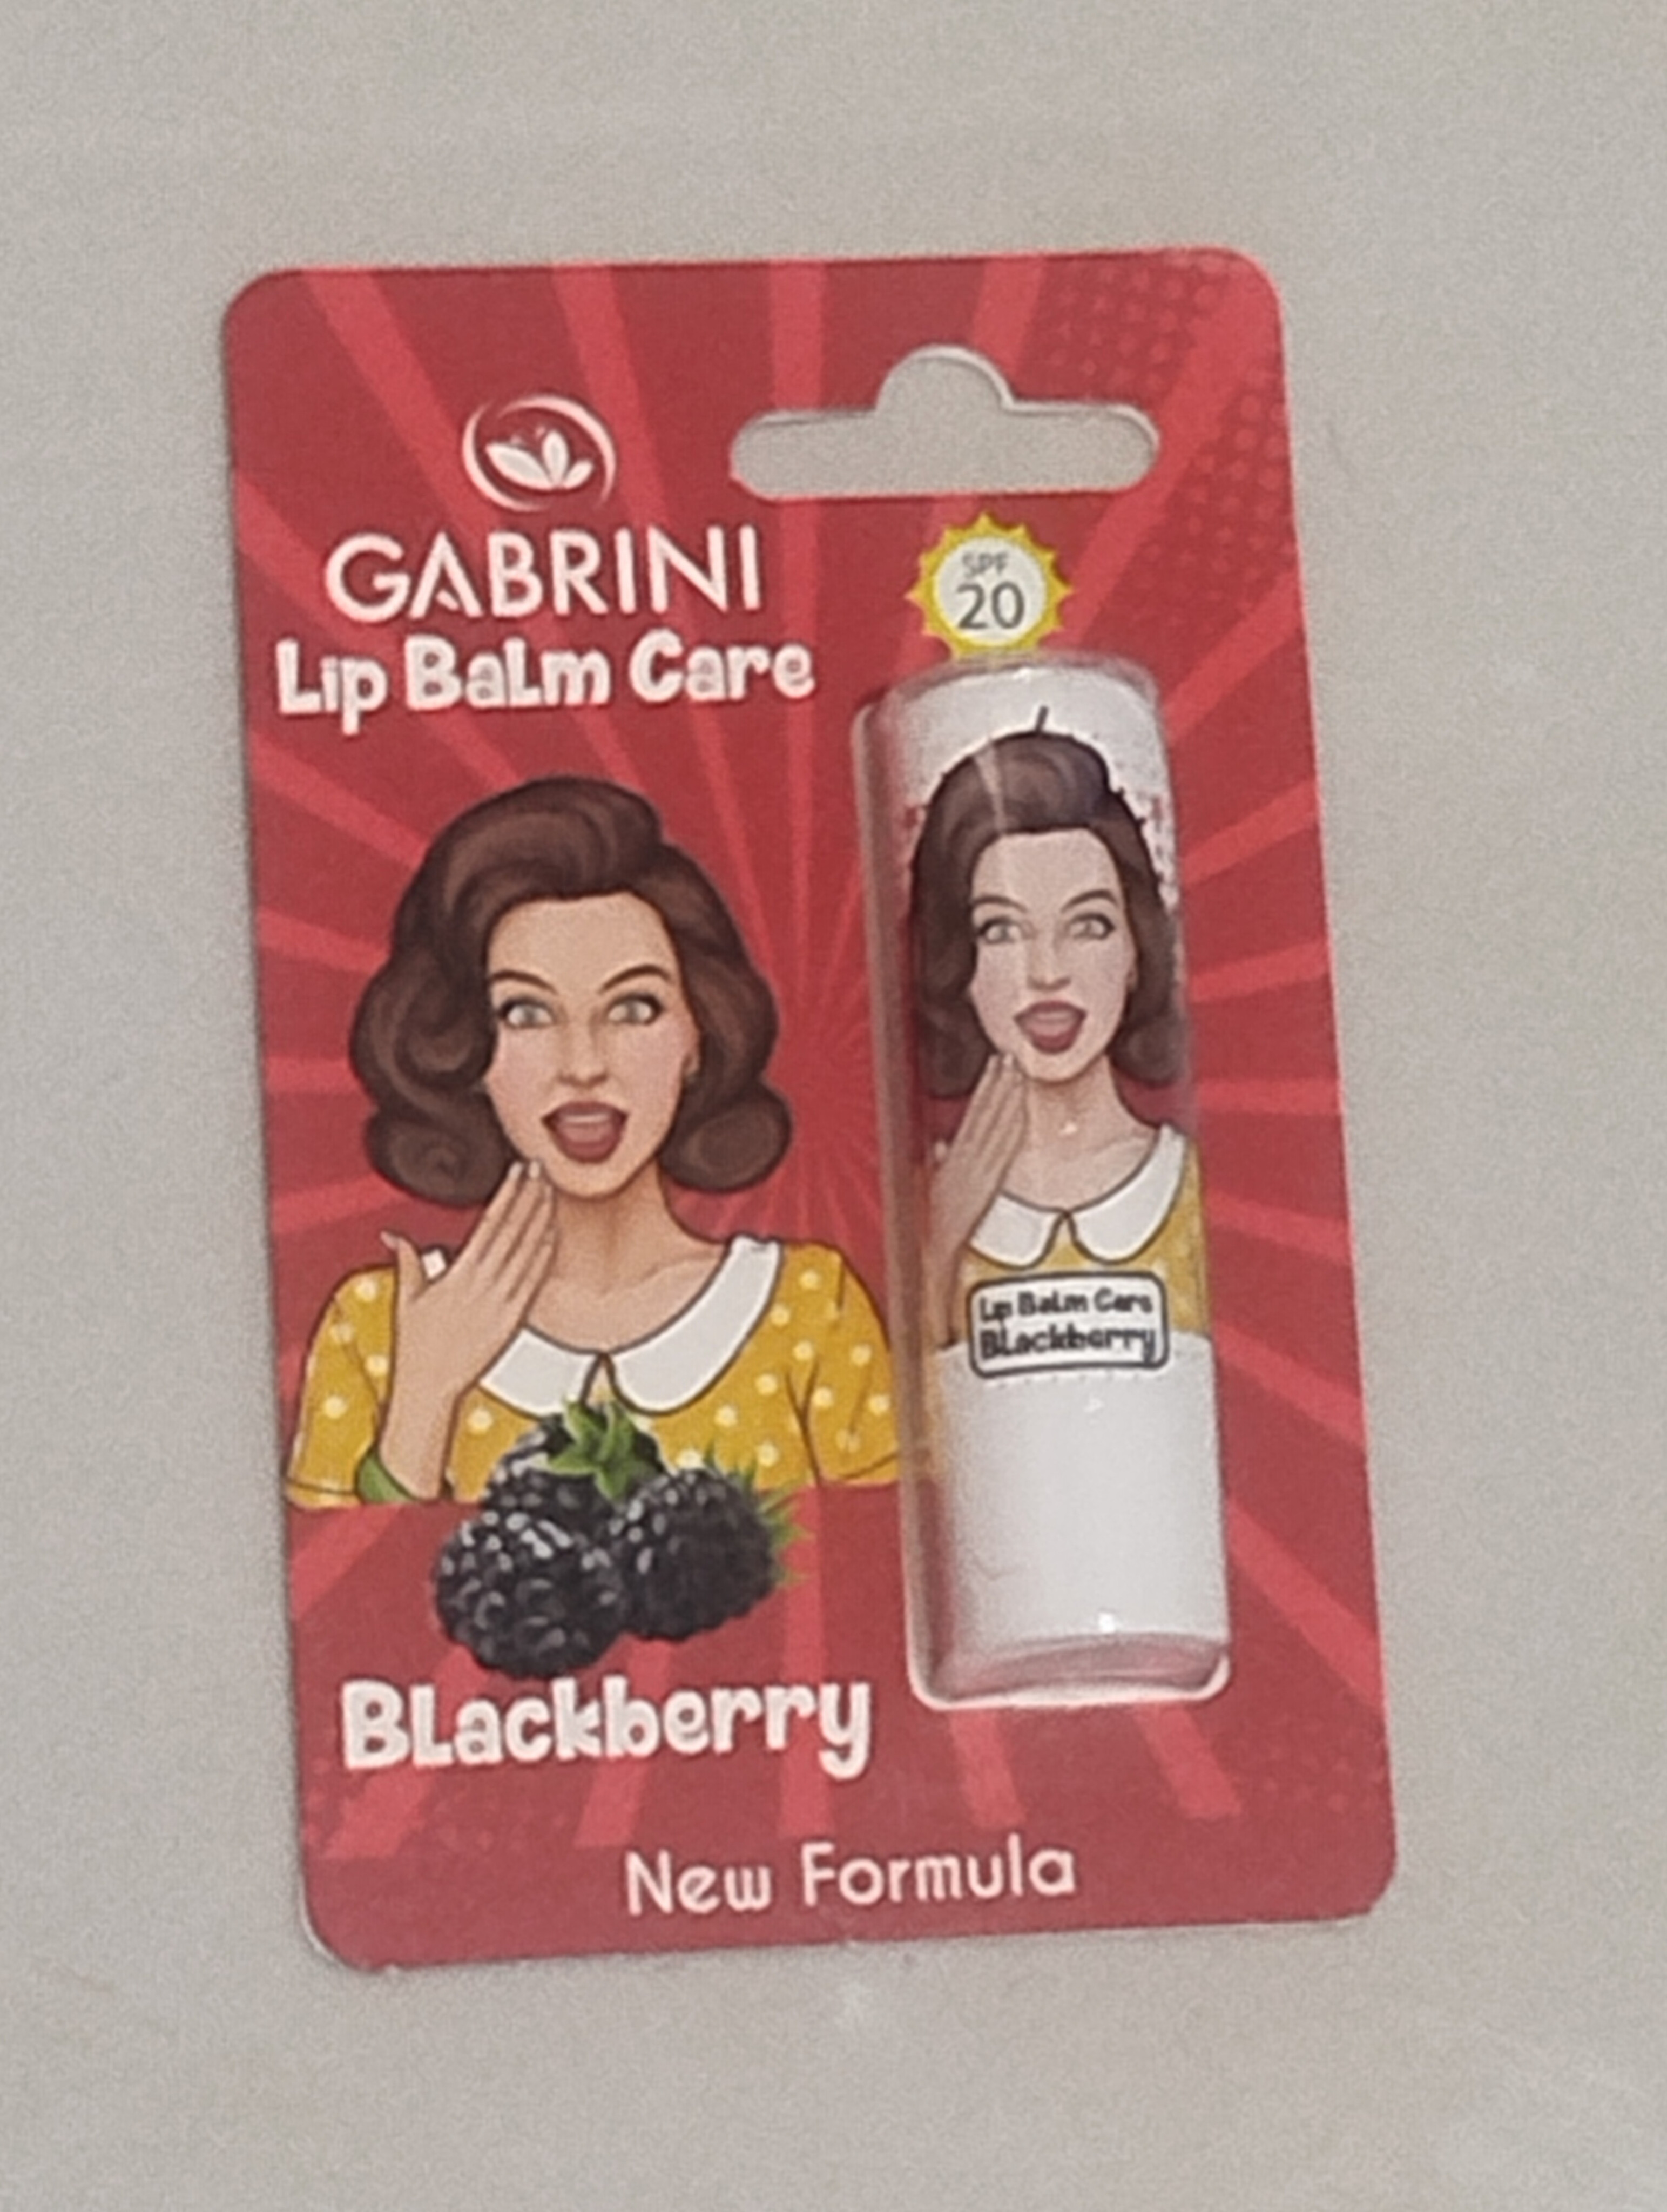 GABRINI
Lip BaLm Care
SPF
20
Lip BaLm Care
BLackberry
BLackberry
New Formula